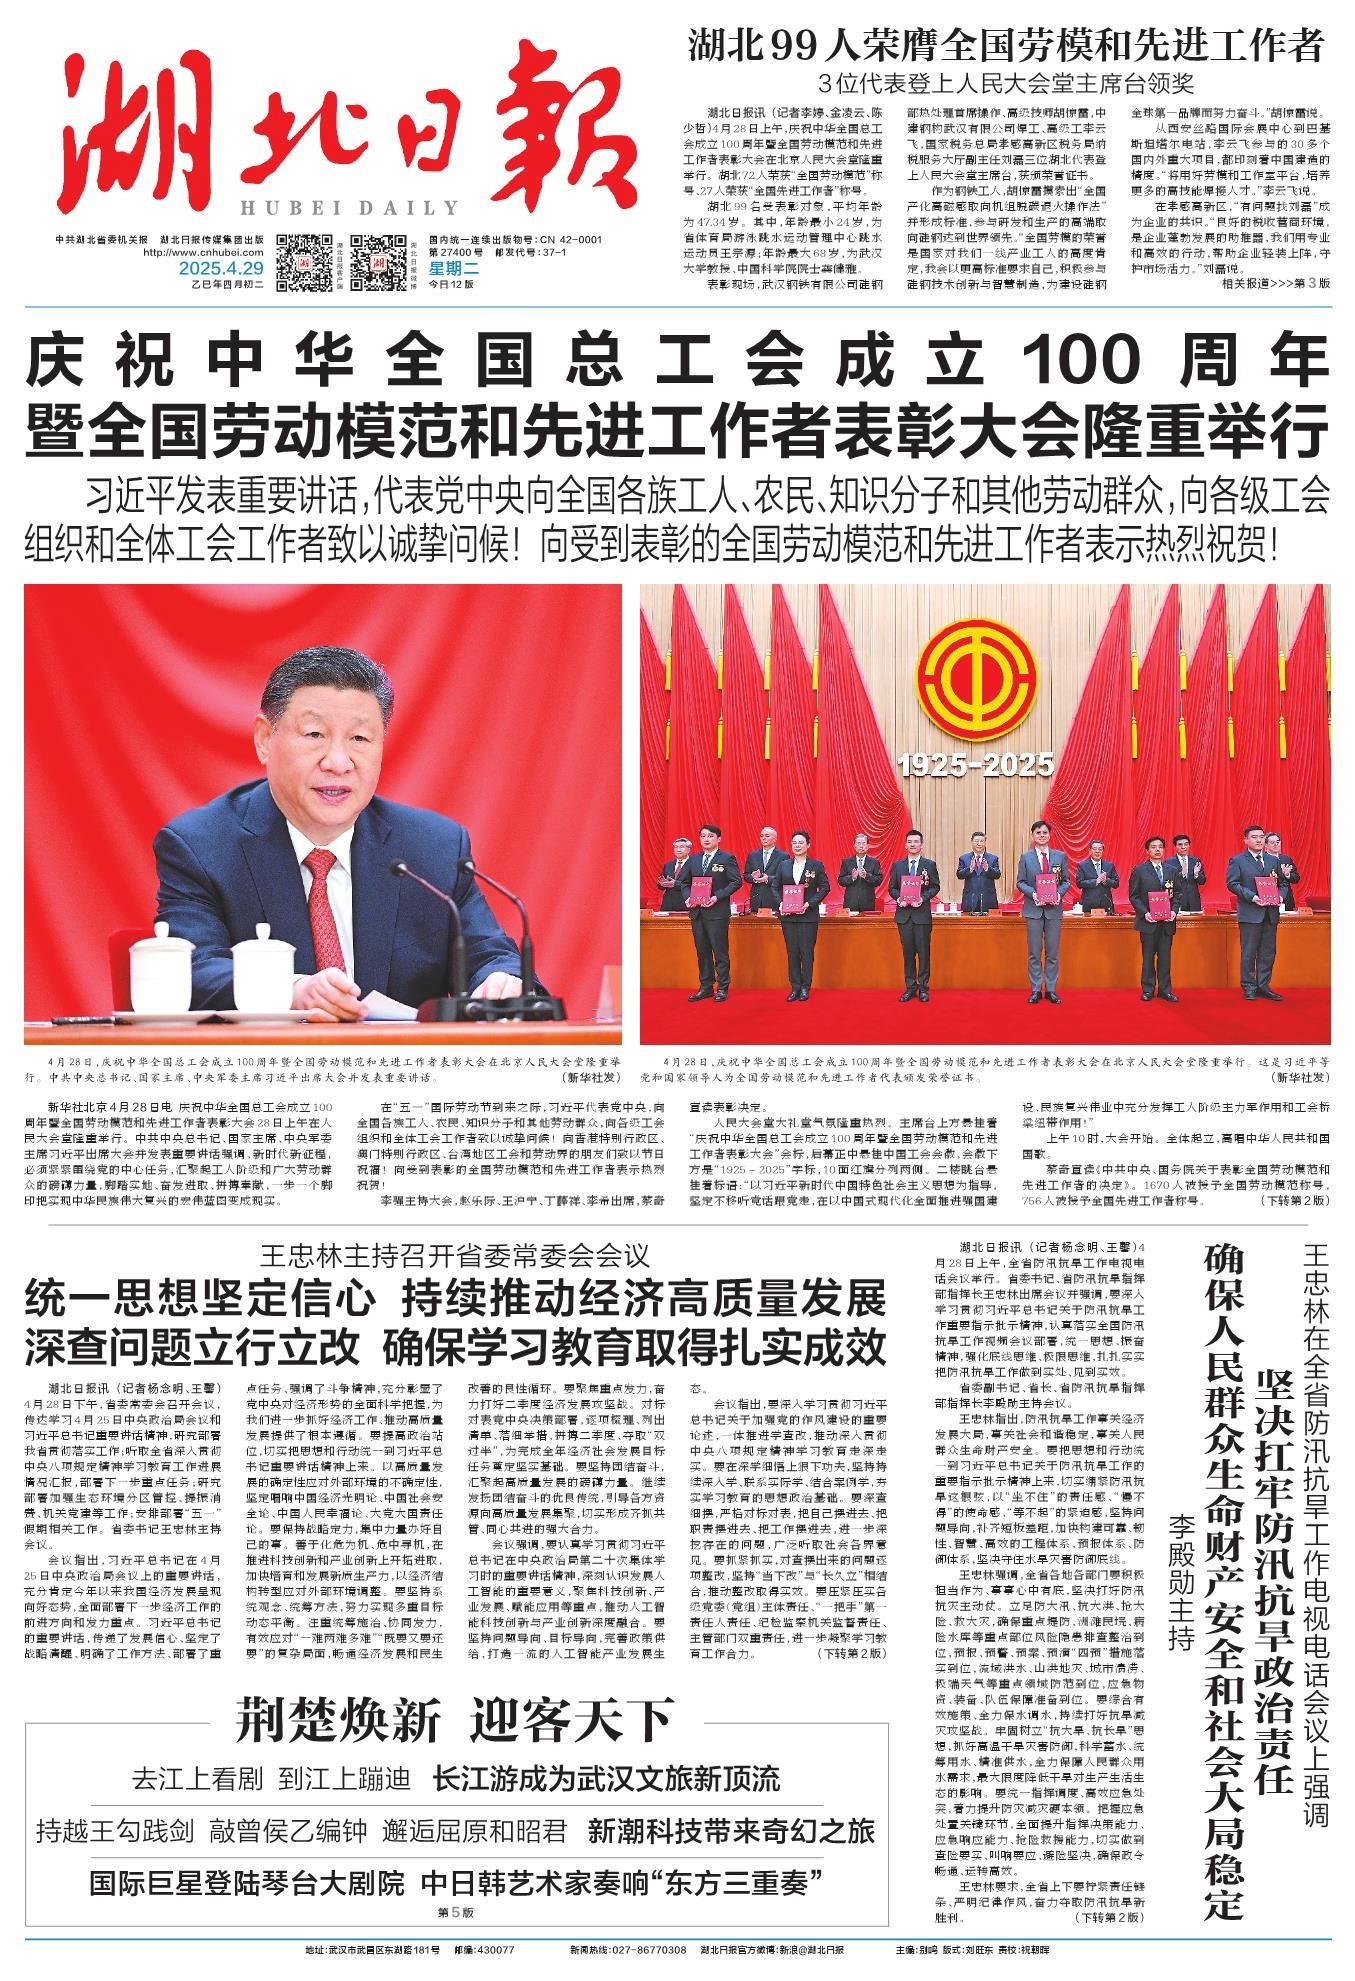 湖北日報
HUBEI DAILY
中共湖北省委机关报 湖北日报传媒集团出版
http://www.cnhubei.com
2025.4.29
乙巳年四月初二
湖北日报客户端
湖北日报微博
国内统一连续出版物号:CN 42-0001
第27400号 邮发代号:37-1
星期二
今日12版
湖北99人荣膺全国劳模和先进工作者
3位代表登上人民大会堂主席台领奖
湖北日报讯(记者李婷、金凌云、陈
少哲)4月28日上午,庆祝中华全国总工
会成立100周年暨全国劳动模范和先进
工作者表彰大会在北京人民大会堂隆重
举行。湖北72人荣获“全国劳动模范”称
号、27人荣获“全国先进工作者”称号。
湖北99名受表彰对象,平均年龄
为47.34岁。其中,年龄最小24岁,为
省体育局游泳跳水运动管理中心跳水
运动员王宗源;年龄最大68岁,为武汉
大学教授、中国科学院院士龚健雅。
表彰现场,武汉钢铁有限公司硅钢
部热处理首席操作、高级技师胡惊雷,中
建钢构武汉有限公司焊工、高级工李云
飞,国家税务总局孝感高新区税务局纳
税服务大厅副主任刘磊三位湖北代表登
上人民大会堂主席台,获颁荣誉证书。
作为钢铁工人,胡惊雷摸索出“全国
产化高磁感取向机组脱碳退火操作法”
并形成标准,参与研发和生产的高端取
向硅钢达到世界领先。“全国劳模的荣誉
是国家对我们一线产业工人的高度肯
定,我会以更高标准要求自己,积极参与
硅钢技术创新与智慧制造,为建设硅钢
全球第一品牌而努力奋斗。”胡惊雷说。
从西安丝路国际会展中心到巴基
斯坦塔尔电站,李云飞参与的30多个
国内外重大项目,都印刻着中国建造的
精度。“将用好劳模和工作室平台,培养
更多的高技能焊接人才。”李云飞说。
在孝感高新区,“有问题找刘磊”成
为企业的共识。“良好的税收营商环境,
是企业蓬勃发展的助推器,我们用专业
和高效的行动,帮助企业轻装上阵,守
护市场活力。”刘磊说。
相关报道>>>第3版
庆祝中华全国总工会成立100周年
暨全国劳动模范和先进工作者表彰大会隆重举行
习近平发表重要讲话,代表党中央向全国各族工人、农民、知识分子和其他劳动群众,向各级工会
组织和全体工会工作者致以诚挚问候!向受到表彰的全国劳动模范和先进工作者表示热烈祝贺!
1925-2025
4月28日,庆祝中华全国总工会成立100周年暨全国劳动模范和先进工作者表彰大会在北京人民大会堂隆重举
行。中共中央总书记、国家主席、中央军委主席习近平出席大会并发表重要讲话。 (新华社发)
4月28日,庆祝中华全国总工会成立100周年暨全国劳动模范和先进工作者表彰大会在北京人民大会堂隆重举行。这是习近平等
党和国家领导人为全国劳动模范和先进工作者代表颁发荣誉证书。 (新华社发)
新华社北京4月28日电 庆祝中华全国总工会成立100
周年暨全国劳动模范和先进工作者表彰大会28日上午在人
民大会堂隆重举行。中共中央总书记、国家主席、中央军委
主席习近平出席大会并发表重要讲话强调,新时代新征程,
必须紧紧围绕党的中心任务,汇聚起工人阶级和广大劳动群
众的磅礴力量,脚踏实地、奋发进取、拼搏奉献,一步一个脚
印把实现中华民族伟大复兴的宏伟蓝图变成现实。
在“五一”国际劳动节到来之际,习近平代表党中央,向
全国各族工人、农民、知识分子和其他劳动群众,向各级工会
组织和全体工会工作者致以诚挚问候!向香港特别行政区、
澳门特别行政区、台湾地区工会和劳动界的朋友们致以节日
祝福!向受到表彰的全国劳动模范和先进工作者表示热烈
祝贺!
李强主持大会,赵乐际、王沪宁、丁薛祥、李希出席,蔡奇
宣读表彰决定。
人民大会堂大礼堂气氛隆重热烈。主席台上方悬挂着
“庆祝中华全国总工会成立100周年暨全国劳动模范和先进
工作者表彰大会”会标,后幕正中悬挂中国工会会徽,会徽下
方是“1925-2025”字标,10面红旗分列两侧。二楼眺台悬
挂着标语:“以习近平新时代中国特色社会主义思想为指导,
坚定不移听党话跟党走,在以中国式现代化全面推进强国建
设、民族复兴伟业中充分发挥工人阶级主力军作用和工会桥
梁纽带作用!”
上午10时,大会开始。全体起立,高唱中华人民共和国
国歌。
蔡奇宣读《中共中央、国务院关于表彰全国劳动模范和
先进工作者的决定》。1670人被授予全国劳动模范称号,
756人被授予全国先进工作者称号。 (下转第2版)
王忠林主持召开省委常委会会议
统一思想坚定信心 持续推动经济高质量发展
深查问题立行立改 确保学习教育取得扎实成效
湖北日报讯(记者杨念明、王馨)
4月28日下午,省委常委会召开会议,
传达学习4月25日中央政治局会议和
习近平总书记重要讲话精神,研究部署
我省贯彻落实工作;听取全省深入贯彻
中央八项规定精神学习教育工作进展
情况汇报,部署下一步重点任务;研究
部署加强生态环境分区管控、提振消
费、机关党建等工作;安排部署“五一”
假期相关工作。省委书记王忠林主持
会议。
会议指出,习近平总书记在4月
25日中央政治局会议上的重要讲话,
充分肯定今年以来我国经济发展呈现
向好态势,全面部署下一步经济工作的
前进方向和发力重点。习近平总书记
的重要讲话,传递了发展信心、坚定了
战略清醒、明确了工作方法、部署了重
点任务、强调了斗争精神,充分彰显了
党中央对经济形势的全面科学把握,为
我们进一步抓好经济工作、推动高质量
发展提供了根本遵循。要提高政治站
位,切实把思想和行动统一到习近平总
书记重要讲话精神上来。以高质量发
展的确定性应对外部环境的不确定性,
坚定唱响中国经济光明论、中国社会安
全论、中国人民幸福论、大党大国责任
论。要保持战略定力,集中力量办好自
己的事。善于化危为机、危中寻机,在
推进科技创新和产业创新上开拓进取,
加快培育和发展新质生产力,以经济结
构转型应对外部环境调整。要坚持系
统观念、统筹方法,努力实现多重目标
动态平衡。注重统筹施治、协同发力,
有效应对“一难两难多难”“既要又要还
要”的复杂局面,畅通经济发展和民生
改善的良性循环。要聚焦重点发力,奋
力打好二季度经济发展攻坚战。对标
对表党中央决策部署,逐项梳理、列出
清单、落细举措,拼搏二季度、夺取“双
过半”,为完成全年经济社会发展目标
任务奠定坚实基础。要坚持团结奋斗,
汇聚起高质量发展的磅礴力量。继续
发扬团结奋斗的优良传统,引导各方资
源向高质量发展集聚,切实形成齐抓共
管、同心共进的强大合力。
会议强调,要认真学习贯彻习近平
总书记在中央政治局第二十次集体学
习时的重要讲话精神,深刻认识发展人
工智能的重要意义,聚焦科技创新、产
业发展、赋能应用等重点,推动人工智
能科技创新与产业创新深度融合。要
坚持问题导向、目标导向,完善政策供
给,打造一流的人工智能产业发展生
态。
会议指出,要深入学习贯彻习近平
总书记关于加强党的作风建设的重要
论述,一体推进学查改,推动深入贯彻
中央八项规定精神学习教育走深走
实。要在深学细悟上狠下功夫,坚持持
续深入学、联系实际学、结合案例学,夯
实学习教育的思想政治基础。要深查
细摆,严格对标对表,把自己摆进去、把
职责摆进去、把工作摆进去,进一步深
挖存在的问题,广泛听取社会各界意
见。要抓紧抓实,对查摆出来的问题逐
项整改,坚持“当下改”与“长久立”相结
合,推动整改取得实效。要压紧压实各
级党委(党组)主体责任、“一把手”第一
责任人责任、纪检监察机关监督责任、
主管部门双重责任,进一步凝聚学习教
育工作合力。 (下转第2版)
荆楚焕新 迎客天下
去江上看剧 到江上蹦迪 长江游成为武汉文旅新顶流
持越王勾践剑 敲曾侯乙编钟 邂逅屈原和昭君 新潮科技带来奇幻之旅
国际巨星登陆琴台大剧院 中日韩艺术家奏响“东方三重奏”
第5版
王忠林在全省防汛抗旱工作电视电话会议上强调
坚决扛牢防汛抗旱政治责任
确保人民群众生命财产安全和社会大局稳定
李殿勋主持
湖北日报讯(记者杨念明、王馨)4
月28日上午,全省防汛抗旱工作电视电
话会议举行。省委书记、省防汛抗旱指挥
部指挥长王忠林出席会议并强调,要深入
学习贯彻习近平总书记关于防汛抗旱工
作重要指示批示精神,认真落实全国防汛
抗旱工作视频会议部署,统一思想、振奋
精神,强化底线思维、极限思维,扎扎实实
把防汛抗旱工作做到实处、见到实效。
省委副书记、省长、省防汛抗旱指挥
部指挥长李殿勋主持会议。
王忠林指出,防汛抗旱工作事关经济
发展大局,事关社会和谐稳定,事关人民
群众生命财产安全。要把思想和行动统
一到习近平总书记关于防汛抗旱工作的
重要指示批示精神上来,切实绷紧防汛抗
旱这根弦,以“坐不住”的责任感、“慢不
得”的使命感、“等不起”的紧迫感,坚持问
题导向,补齐短板差距,加快构建可靠、韧
性、智慧、高效的工程体系、预报体系、防
御体系,坚决守住水旱灾害防御底线。
王忠林强调,全省各地各部门要积极
担当作为、事事心中有底,坚决打好防汛
抗灾主动仗。立足防大汛、抗大洪、抢大
险、救大灾,确保重点堤防、洲滩民垸、病
险水库等重点部位风险隐患排查整治到
位,预报、预警、预案、预演“四预”措施落
实到位,流域洪水、山洪地灾、城市渍涝、
极端天气等重点领域防范到位,应急物
资、装备、队伍保障准备到位。要综合有
效施策、全力保水调水,持续打好抗旱减
灾攻坚战。牢固树立“抗大旱、抗长旱”思
想,抓好高温干旱灾害防御,科学蓄水、统
筹用水、精准供水,全力保障人民群众用
水需求,最大限度降低干旱对生产生活生
态的影响。要统一指挥调度、高效应急处
突,着力提升防灾减灾硬本领。把握应急
处置关键环节,全面提升指挥决策能力、
应急响应能力、抢险救援能力,切实做到
查险要实、叫响要应、避险坚决,确保政令
畅通、运转高效。
王忠林要求,全省上下要拧紧责任链
条、严明纪律作风,奋力夺取防汛抗旱新
胜利。 (下转第2版)
地址:武汉市武昌区东湖路181号 邮编:430077 新闻热线:027-86770308 湖北日报官方微博:新浪@湖北日报 主编:别鸣 版式:刘旺东 责校:祝朝晖